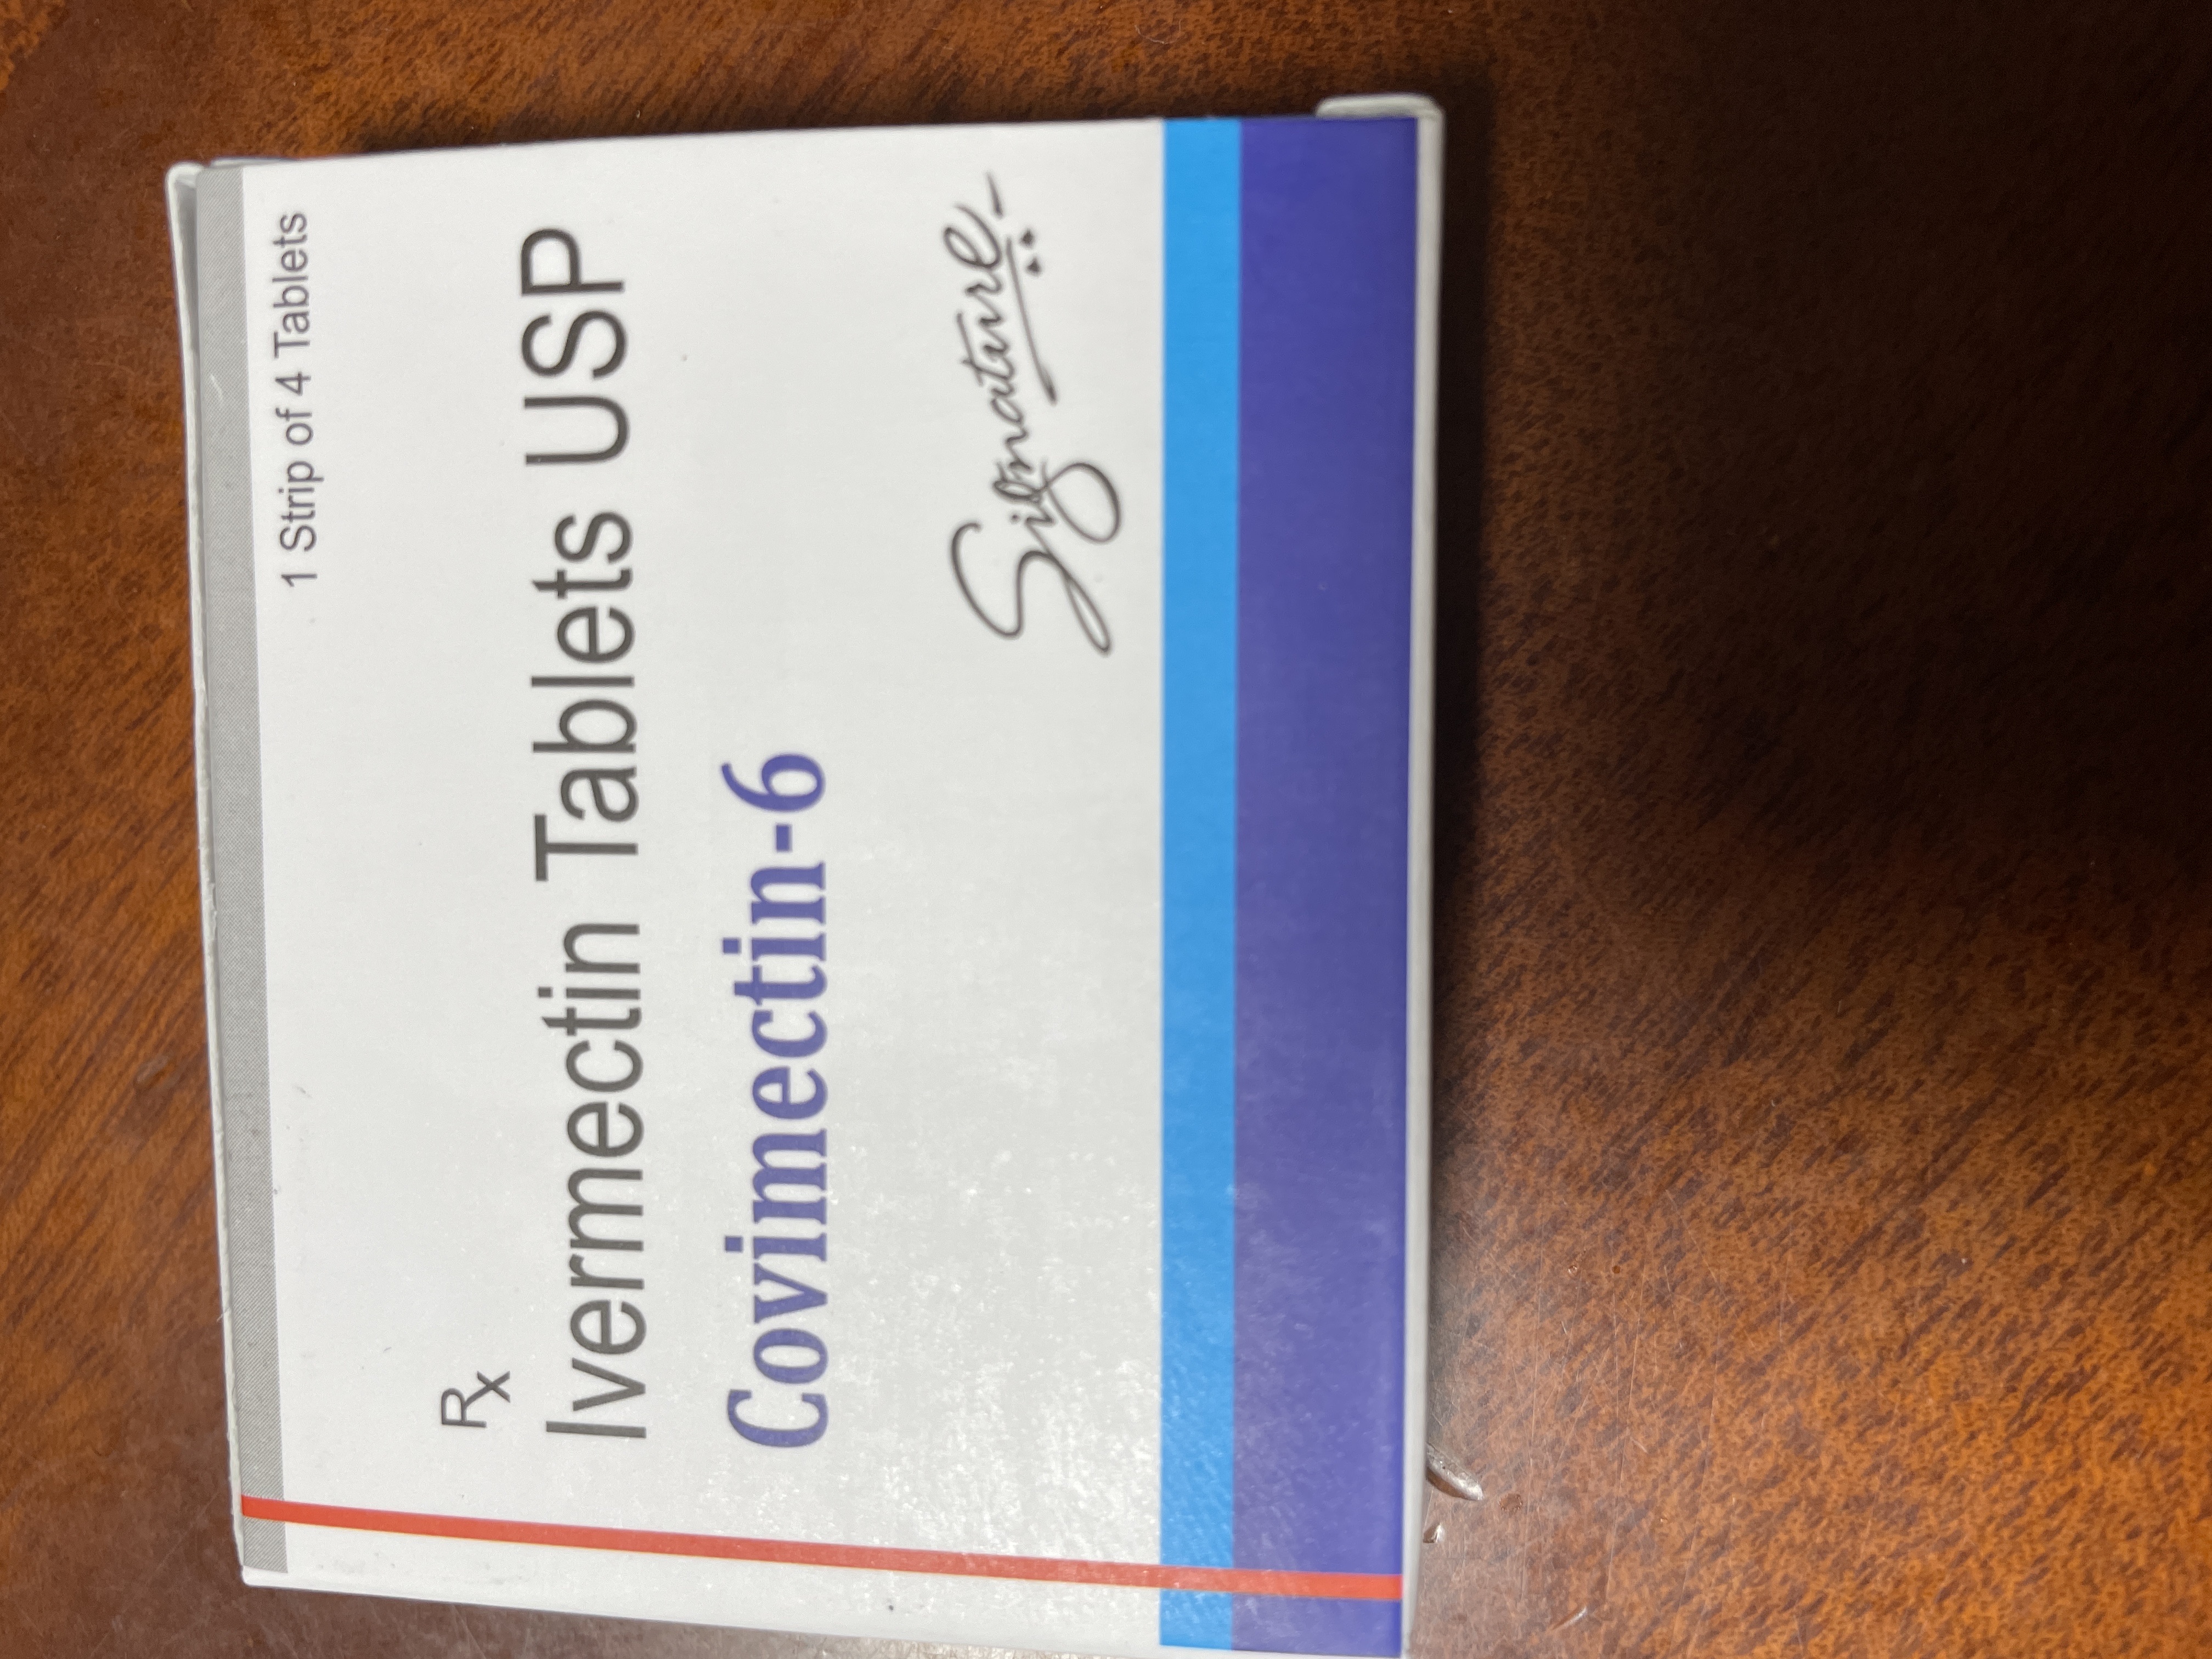 1 Strip of 4 Tablets
Rx
Ivermectin Tablets USP
Covimectin-6
Signature